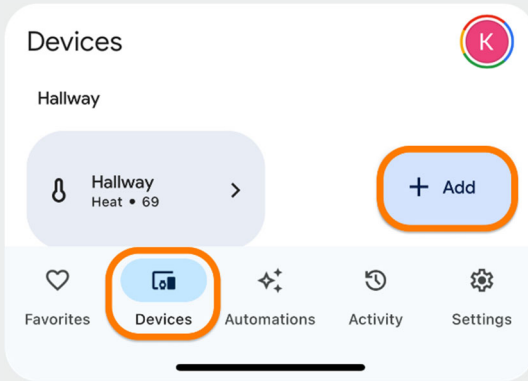 Devices
K
Hallway
Hallway
Heat • 69
+ Add
Favorites
Devices
Automations
Activity
Settings